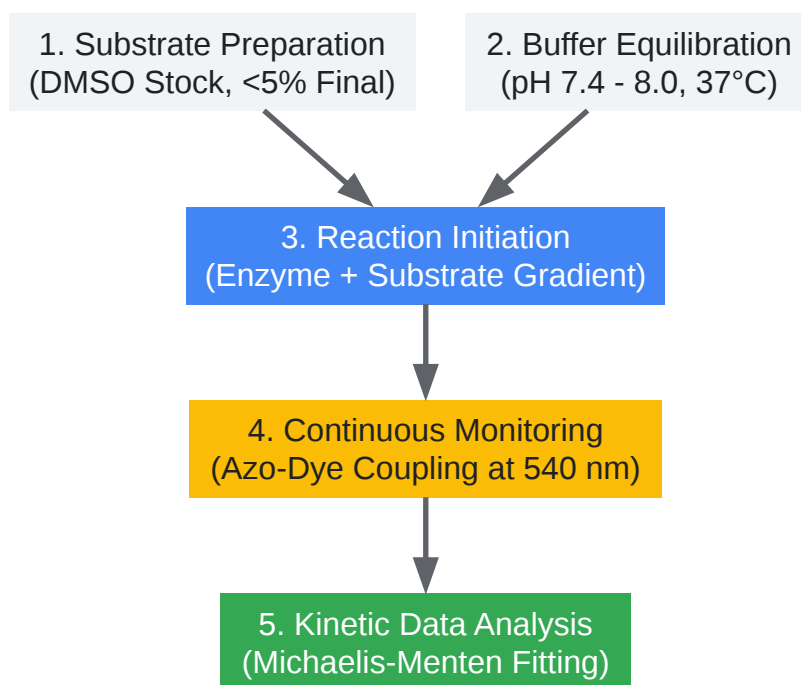 1. Substrate Preparation
(DMSO Stock, <5% Final)
2. Buffer Equilibration
(pH 7.4 - 8.0, 37°C)
3. Reaction Initiation
(Enzyme + Substrate Gradient)
4. Continuous Monitoring
(Azo-Dye Coupling at 540 nm)
5. Kinetic Data Analysis
(Michaelis-Menten Fitting)